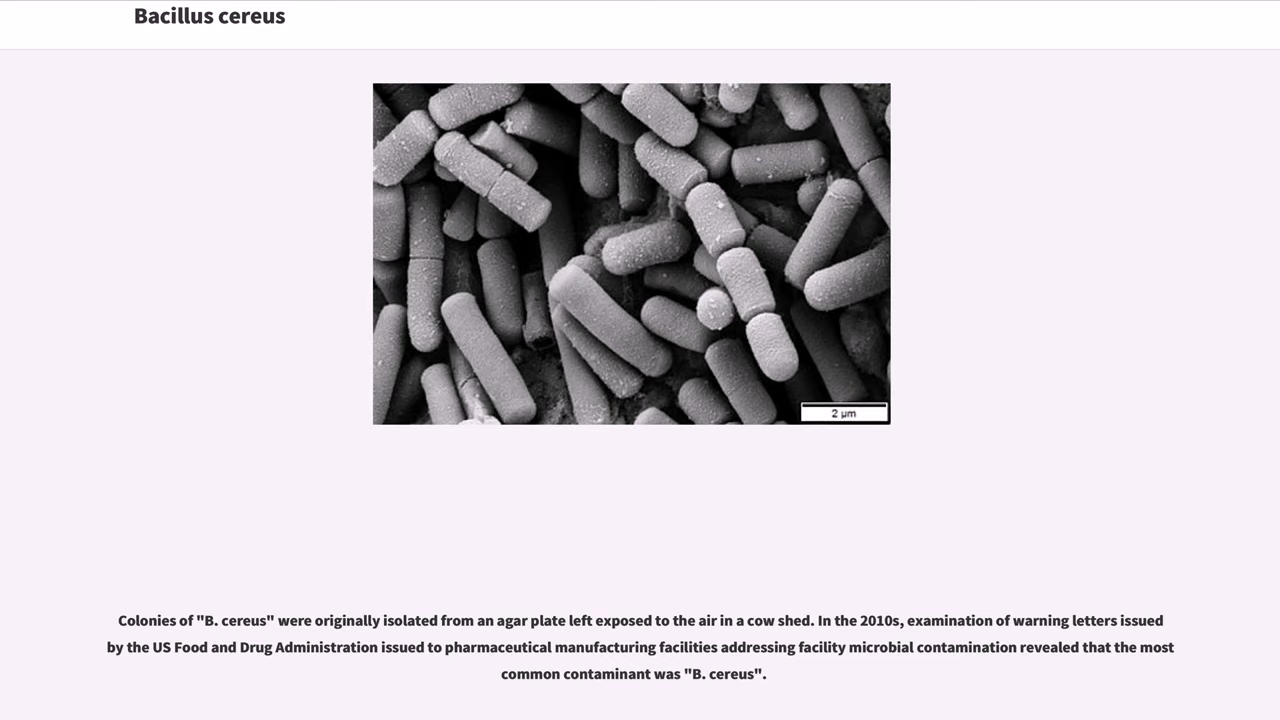 Bacillus cereus
2 µm
Colonies of "B. cereus" were originally isolated from an agar plate left exposed to the air in a cow shed. In the 2010s, examination of warning letters issued
by the US Food and Drug Administration issued to pharmaceutical manufacturing facilities addressing facility microbial contamination revealed that the most
common contaminant was "B. cereus".